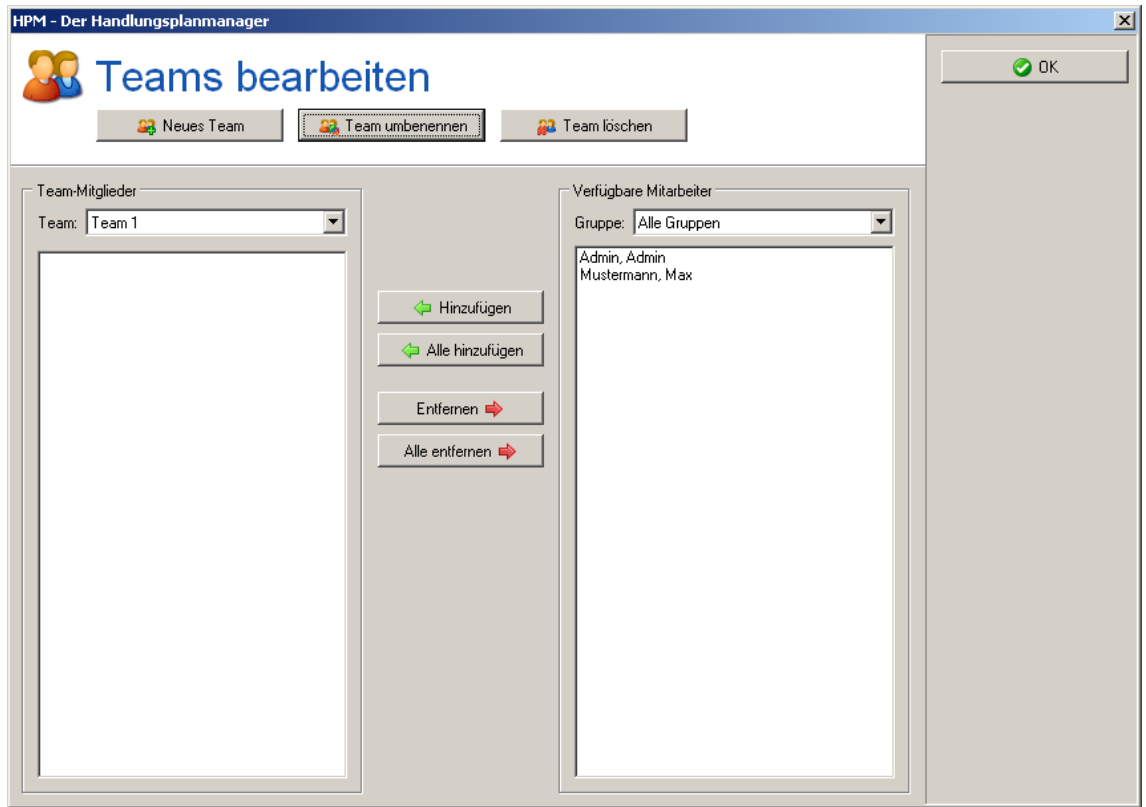 HPM - Der Handlungsplanmanager
Teams bearbeiten
OK
Neues Team
Team umbenennen
Team löschen
Team-Mitglieder
Team: Team 1
Verfügbare Mitarbeiter
Gruppe: Alle Gruppen
Admin, Admin
Mustermann, Max
Hinzufügen
Alle hinzufügen
Entfernen
Alle entfernen